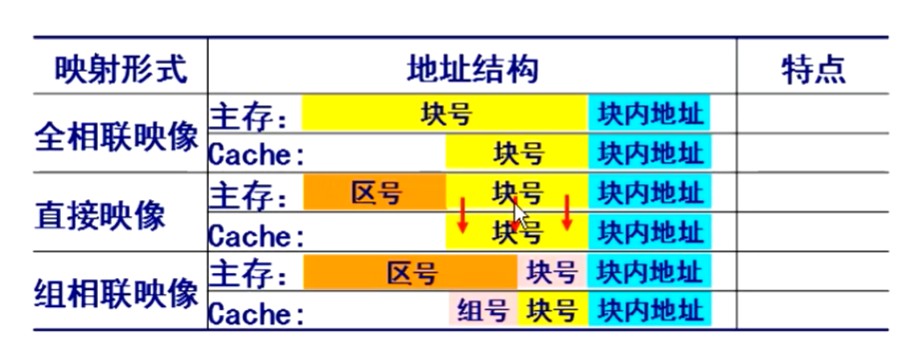 映射形式 地址结构 特点
全相联映像 主存： 块号 块内地址
Cache: 块号 块内地址
直接映像 主存： 区号 块号 块内地址
Cache: 块号 块内地址
组相联映像 主存： 区号 块号 块内地址
Cache: 组号 块号 块内地址